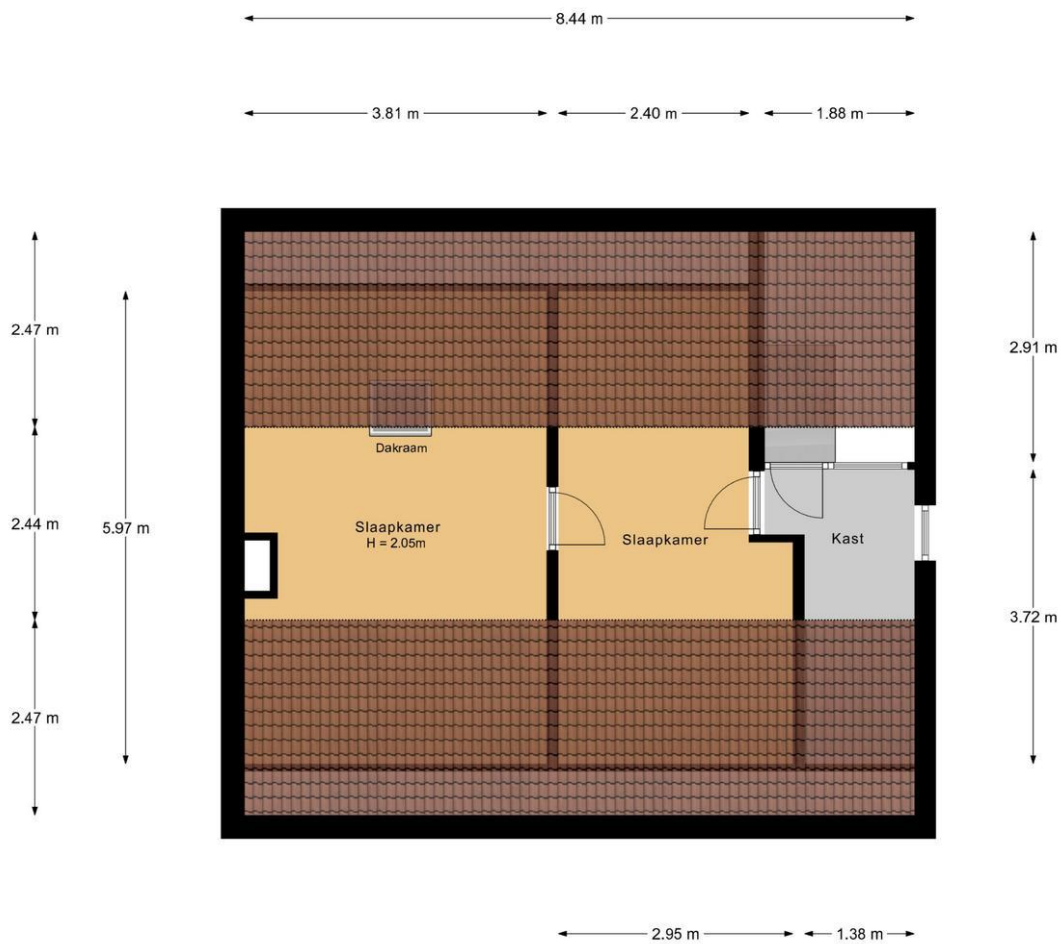 8.44 m
3.81 m
2.40 m
1.88 m
2.47 m
2.91 m
Dakraam
2.44 m
5.97 m
Slaapkamer
H = 2.05m
Slaapkamer
Kast
3.72 m
2.47 m
2.95 m
1.38 m